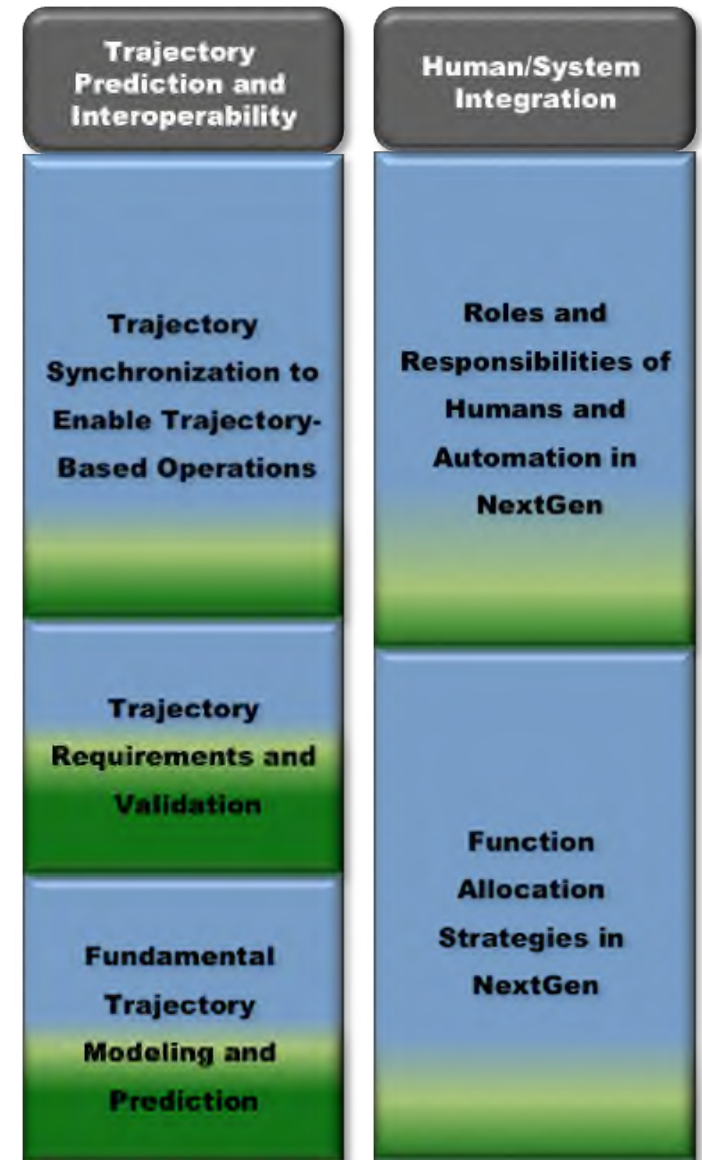 Trajectory
Prediction and
Interoperability
Trajectory
Synchronization to
Enable Trajectory-
Based Operations
Trajectory
Requirements and
Validation
Fundamental
Trajectory
Modeling and
Prediction
Human/System
Integration
Roles and
Responsibilities of
Humans and
Automation in
NextGen
Function
Allocation
Strategies in
NextGen